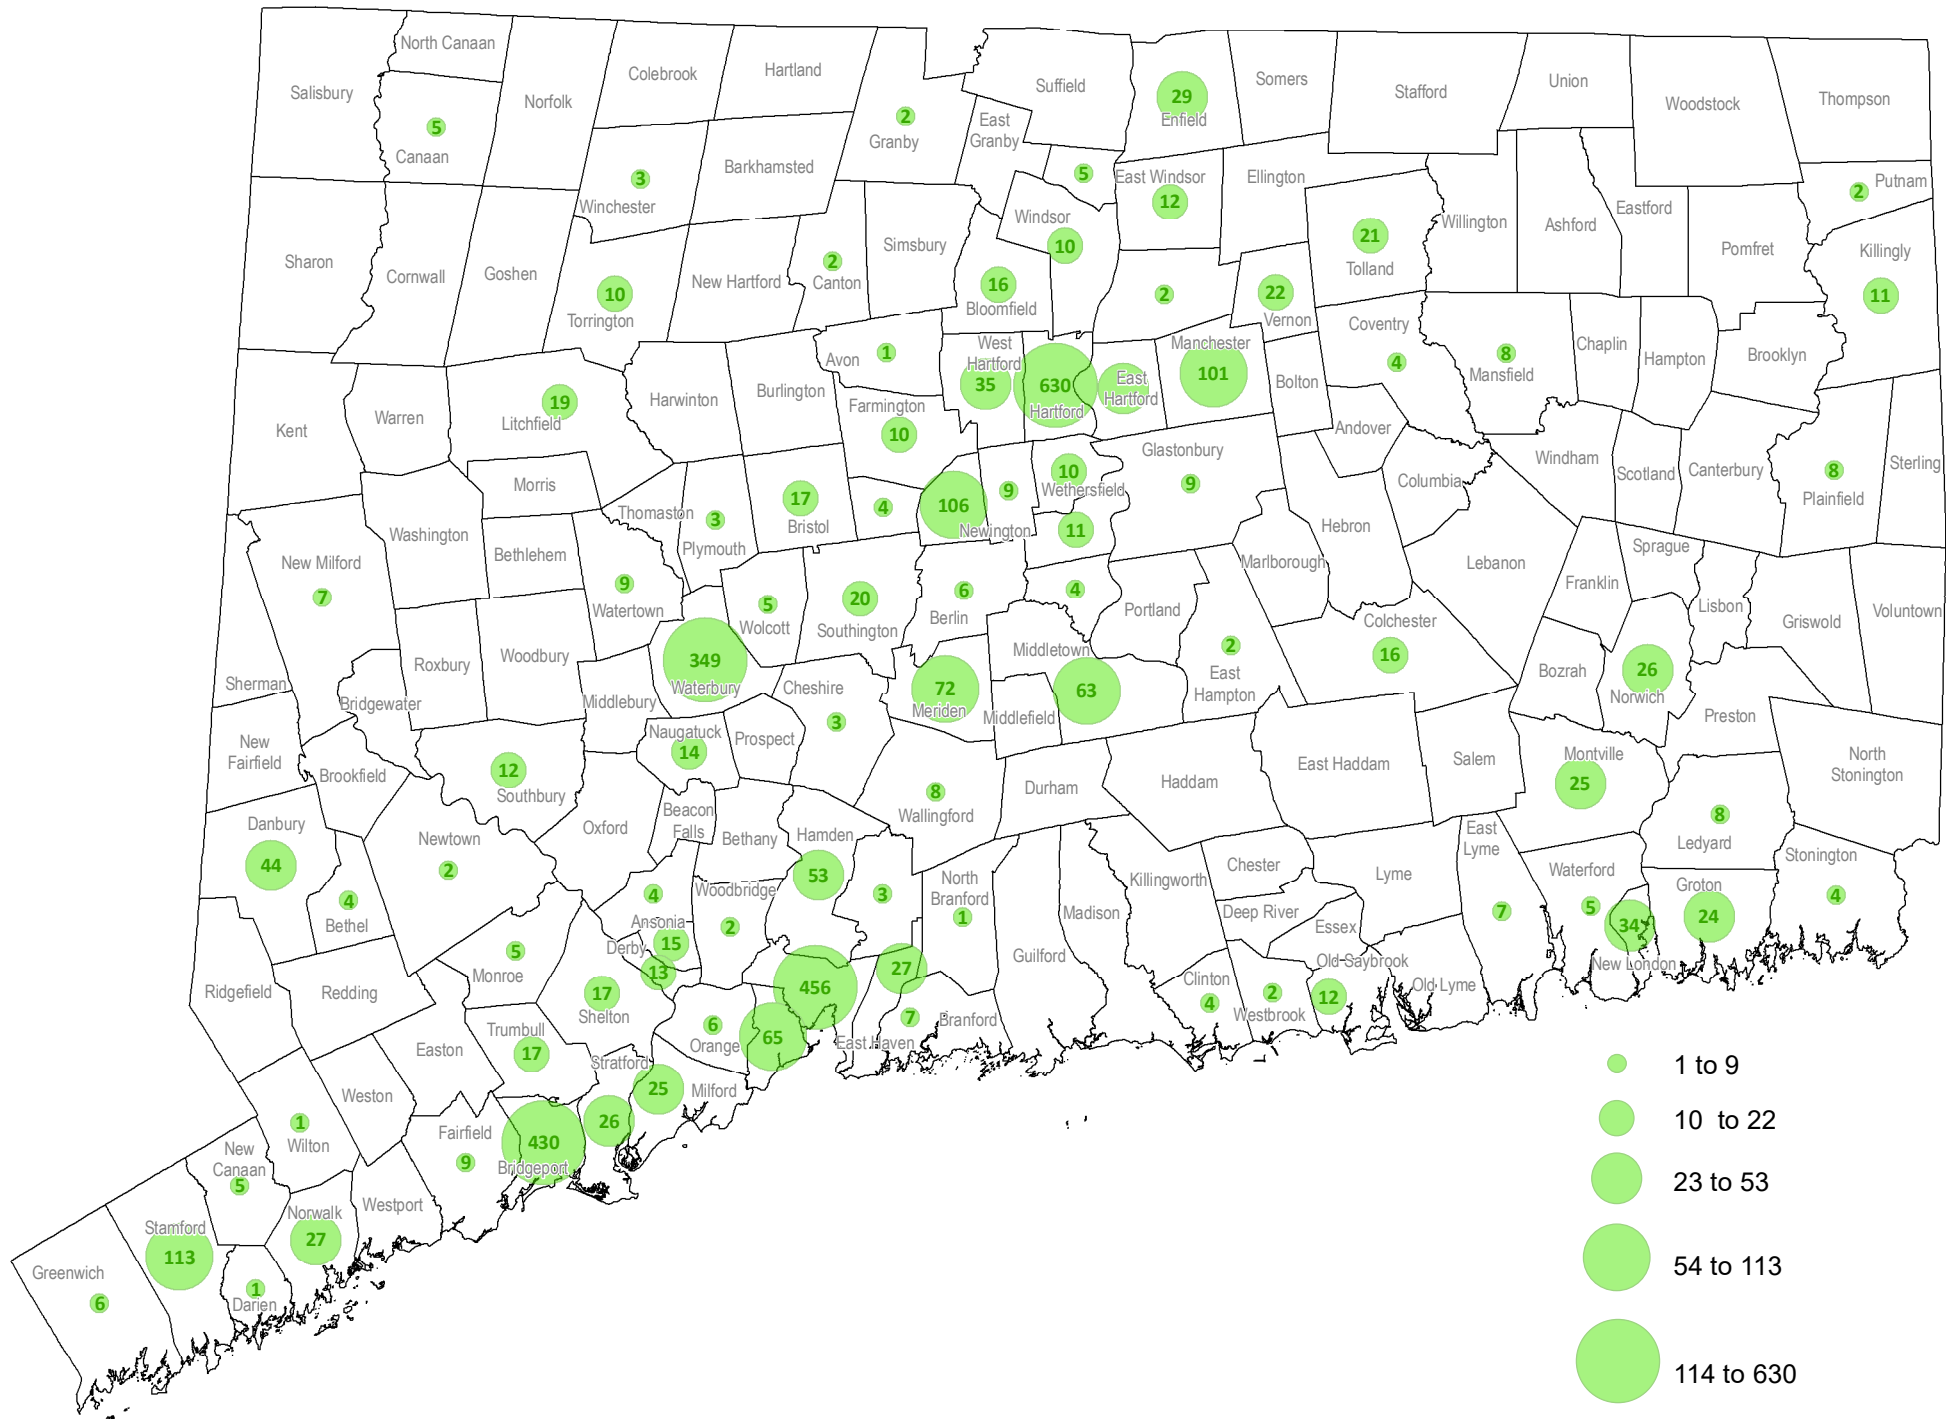 North Canaan
Colebrook
Hartland
Salisbury
Norfolk
Suffield
Somers
Union
Stafford
Woodstock
Thompson
5
Canaan
2
Granby
East
Granby
29
Enfield
3
Winchester
Barkhamsted
5
East Windsor
12
Ellington
Willington
Ashford
Eastford
2
Putnam
Sharon
Cornwall
Goshen
10
Torrington
New Hartford
2
Canton
Simsbury
Windsor
10
16
Bloomfield
2
22
Vernon
21
Tolland
Pomfret
Killingly
11
Kent
Warren
19
Litchfield
Harwinton
Burlington
Avon
1
Farmington
10
West
Hartford
35
630
Hartford
East
Hartford
Manchester
101
Bolton
Coventry
4
8
Mansfield
Chaplin
Hampton
Brooklyn
Andover
Morris
Thomaston
3
Plymouth
17
Bristol
4
106
9
Newington
10
Wethersfield
11
Glastonbury
9
Columbia
Windham
Scotland
Canterbury
8
Plainfield
Sterling
Washington
Bethlehem
New Milford
7
9
Watertown
5
Wolcott
20
Southington
6
Berlin
4
Portland
Marlborough
Hebron
Lebanon
Franklin
Sprague
Lisbon
Griswold
Voluntown
Sherman
Bridgewater
Roxbury
Woodbury
Middlebury
349
Waterbury
Cheshire
3
72
Meriden
Middletown
63
Middlefield
2
East
Hampton
Colchester
16
Bozrah
26
Norwich
Preston
New
Fairfield
Brookfield
12
Southbury
Naugatuck
14
Prospect
8
Wallingford
Durham
Haddam
East Haddam
Salem
Montville
25
North
Stonington
Danbury
44
4
Bethel
Newtown
2
Oxford
Beacon
Falls
Bethany
Hamden
53
3
North
Branford
1
Madison
Killingworth
Chester
Deep River
Essex
Lyme
East
Lyme
7
Waterford
5
34
New London
8
Ledyard
Groton
24
Stonington
4
Woodbridge
2
4
Ansonia
15
Derby
13
Ridgefield
Redding
5
Monroe
17
Shelton
6
Orange
456
65
27
7
East Haven
Branford
Guilford
Clinton
4
2
Westbrook
Old Saybrook
12
Old Lyme
Easton
Weston
Trumbull
17
Stratford
25
26
Milford
1
Wilton
Fairfield
9
430
Bridgeport
New
Canaan
5
Westport
Norwalk
27
Stamford
113
Greenwich
6
1
Darien
1 to 9
10 to 22
23 to 53
54 to 113
114 to 630